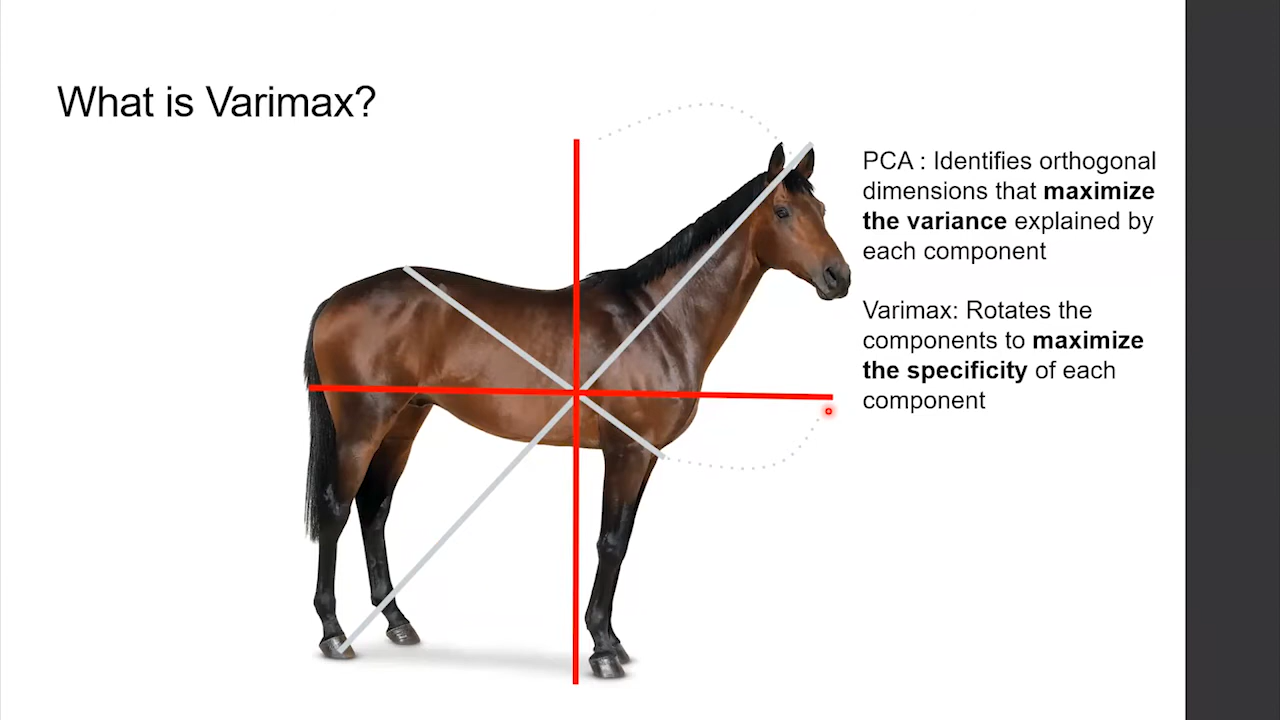 What is Varimax?
PCA : Identifies orthogonal
dimensions that maximize
the variance explained by
each component
Varimax: Rotates the
components to maximize
the specificity of each
component